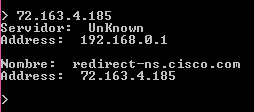 > 72.163.4.185
Servidor:  UnKnown
Address:  192.168.0.1
Nombre:  redirect-ns.cisco.com
Address:  72.163.4.185
>